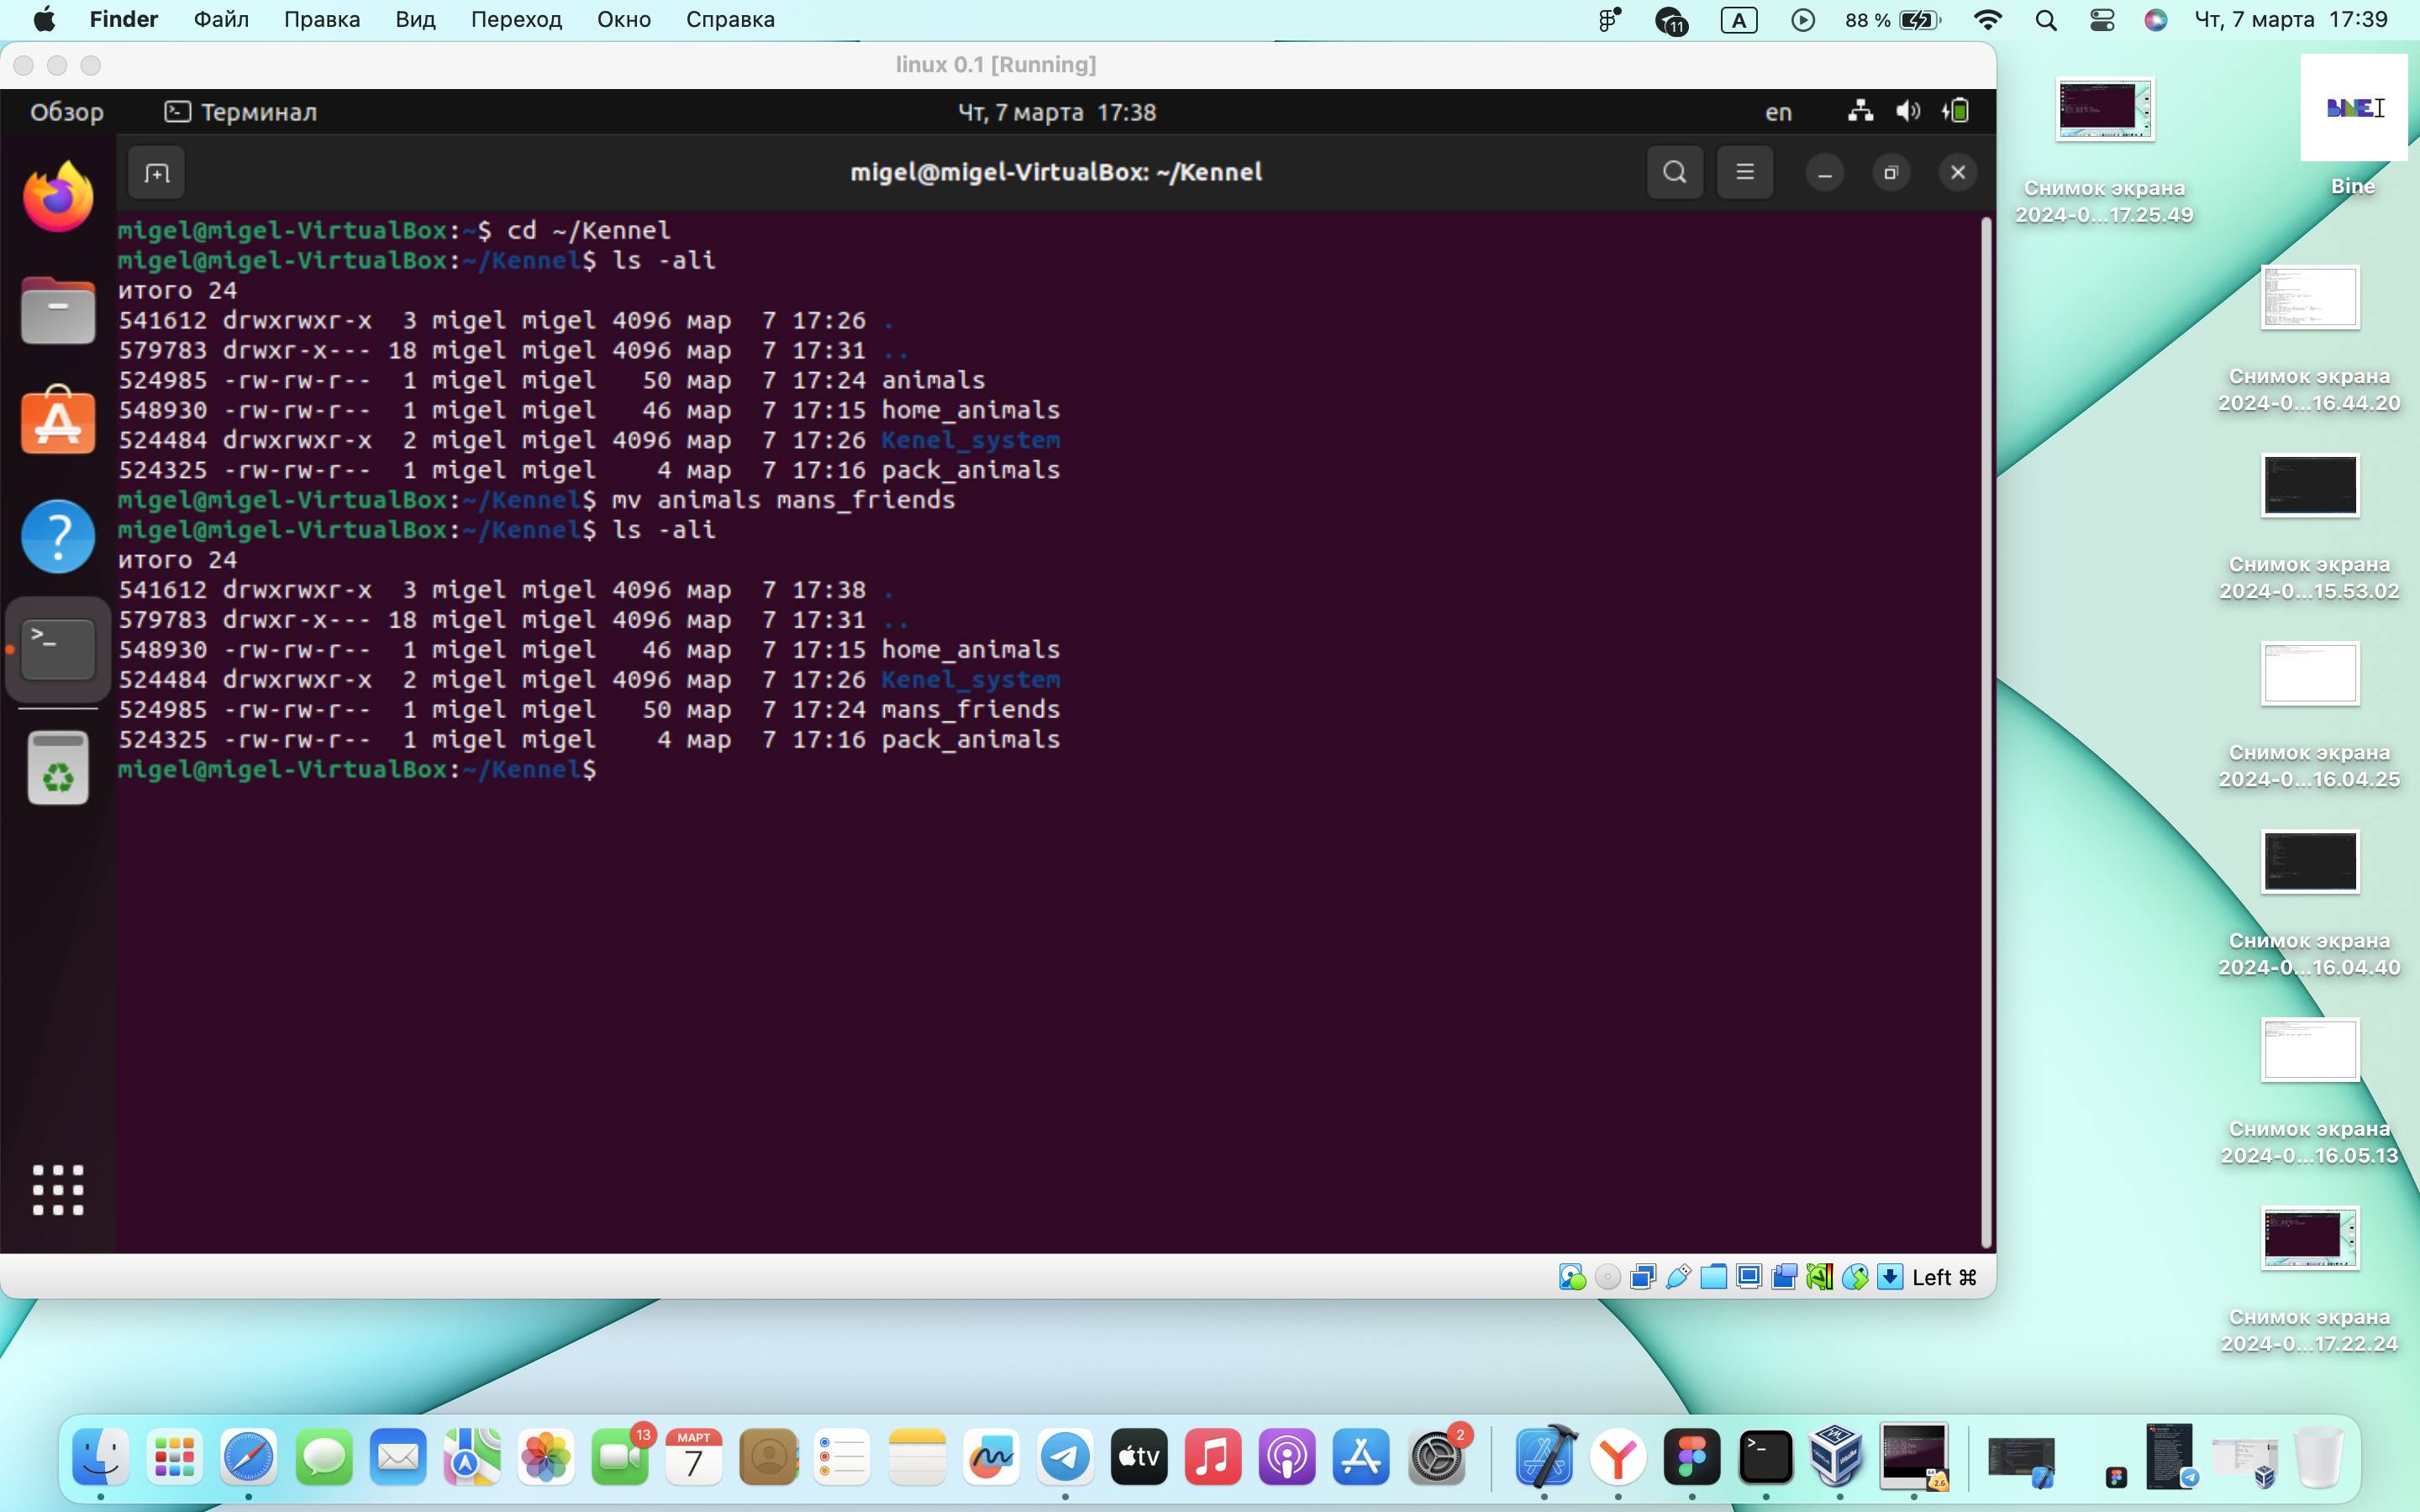 Finder Файл Правка Вид Переход Окно Справка 11 A 88 % Чт, 7 марта 17:39
linux 0.1 [Running]
Обзор Терминал Чт, 7 марта 17:38 en
migel@migel-VirtualBox: ~/Kennel
migel@migel-VirtualBox:~$ cd ~/Kennel
migel@migel-VirtualBox:~/Kennel$ ls -ali
итого 24
541612 drwxrwxr-x  3 migel migel 4096 мар  7 17:26 .
579783 drwxr-x--- 18 migel migel 4096 мар  7 17:31 ..
524985 -rw-rw-r--  1 migel migel   50 мар  7 17:24 animals
548930 -rw-rw-r--  1 migel migel   46 мар  7 17:15 home_animals
524484 drwxrwxr-x  2 migel migel 4096 мар  7 17:26 Kenel_system
524325 -rw-rw-r--  1 migel migel    4 мар  7 17:16 pack_animals
migel@migel-VirtualBox:~/Kennel$ mv animals mans_friends
migel@migel-VirtualBox:~/Kennel$ ls -ali
итого 24
541612 drwxrwxr-x  3 migel migel 4096 мар  7 17:38 .
579783 drwxr-x--- 18 migel migel 4096 мар  7 17:31 ..
548930 -rw-rw-r--  1 migel migel   46 мар  7 17:15 home_animals
524484 drwxrwxr-x  2 migel migel 4096 мар  7 17:26 Kenel_system
524985 -rw-rw-r--  1 migel migel   50 мар  7 17:24 mans_friends
524325 -rw-rw-r--  1 migel migel    4 мар  7 17:16 pack_animals
migel@migel-VirtualBox:~/Kennel$
Left ⌘
Снимок экрана
2024-0...17.25.49
BINE
Bine
Снимок экрана
2024-0...16.44.20
Снимок экрана
2024-0...15.53.02
Снимок экрана
2024-0...16.04.25
Снимок экрана
2024-0...16.04.40
Снимок экрана
2024-0...16.05.13
Снимок экрана
2024-0...17.22.24
13
МАРТ
7
tv
2